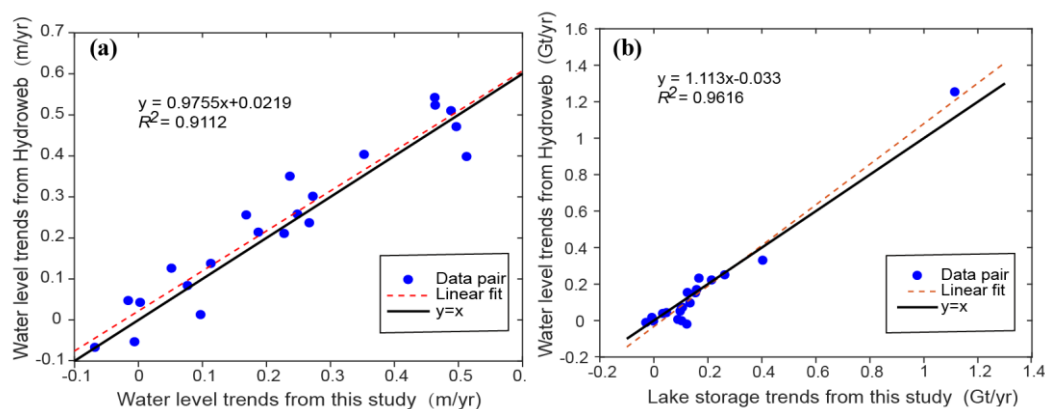 (a)
y = 0.9755x+0.0219
R² = 0.9112
Data pair
Linear fit
y=x
0.7
0.6
0.5
0.4
0.3
0.2
0.1
0
-0.1
-0.1
0
0.1
0.2
0.3
0.4
0.5
0.
Water level trends from Hydroweb (m/yr)
Water level trends from this study (m/yr)
(b)
y = 1.113x-0.033
R² = 0.9616
Data pair
Linear fit
y=x
1.6
1.4
1.2
1
0.8
0.6
0.4
0.2
0
-0.2
-0.2
0
0.2
0.4
0.6
0.8
1
1.2
1.4
Water level trends from Hydroweb (Gt/yr)
Lake storage trends from this study (Gt/yr)